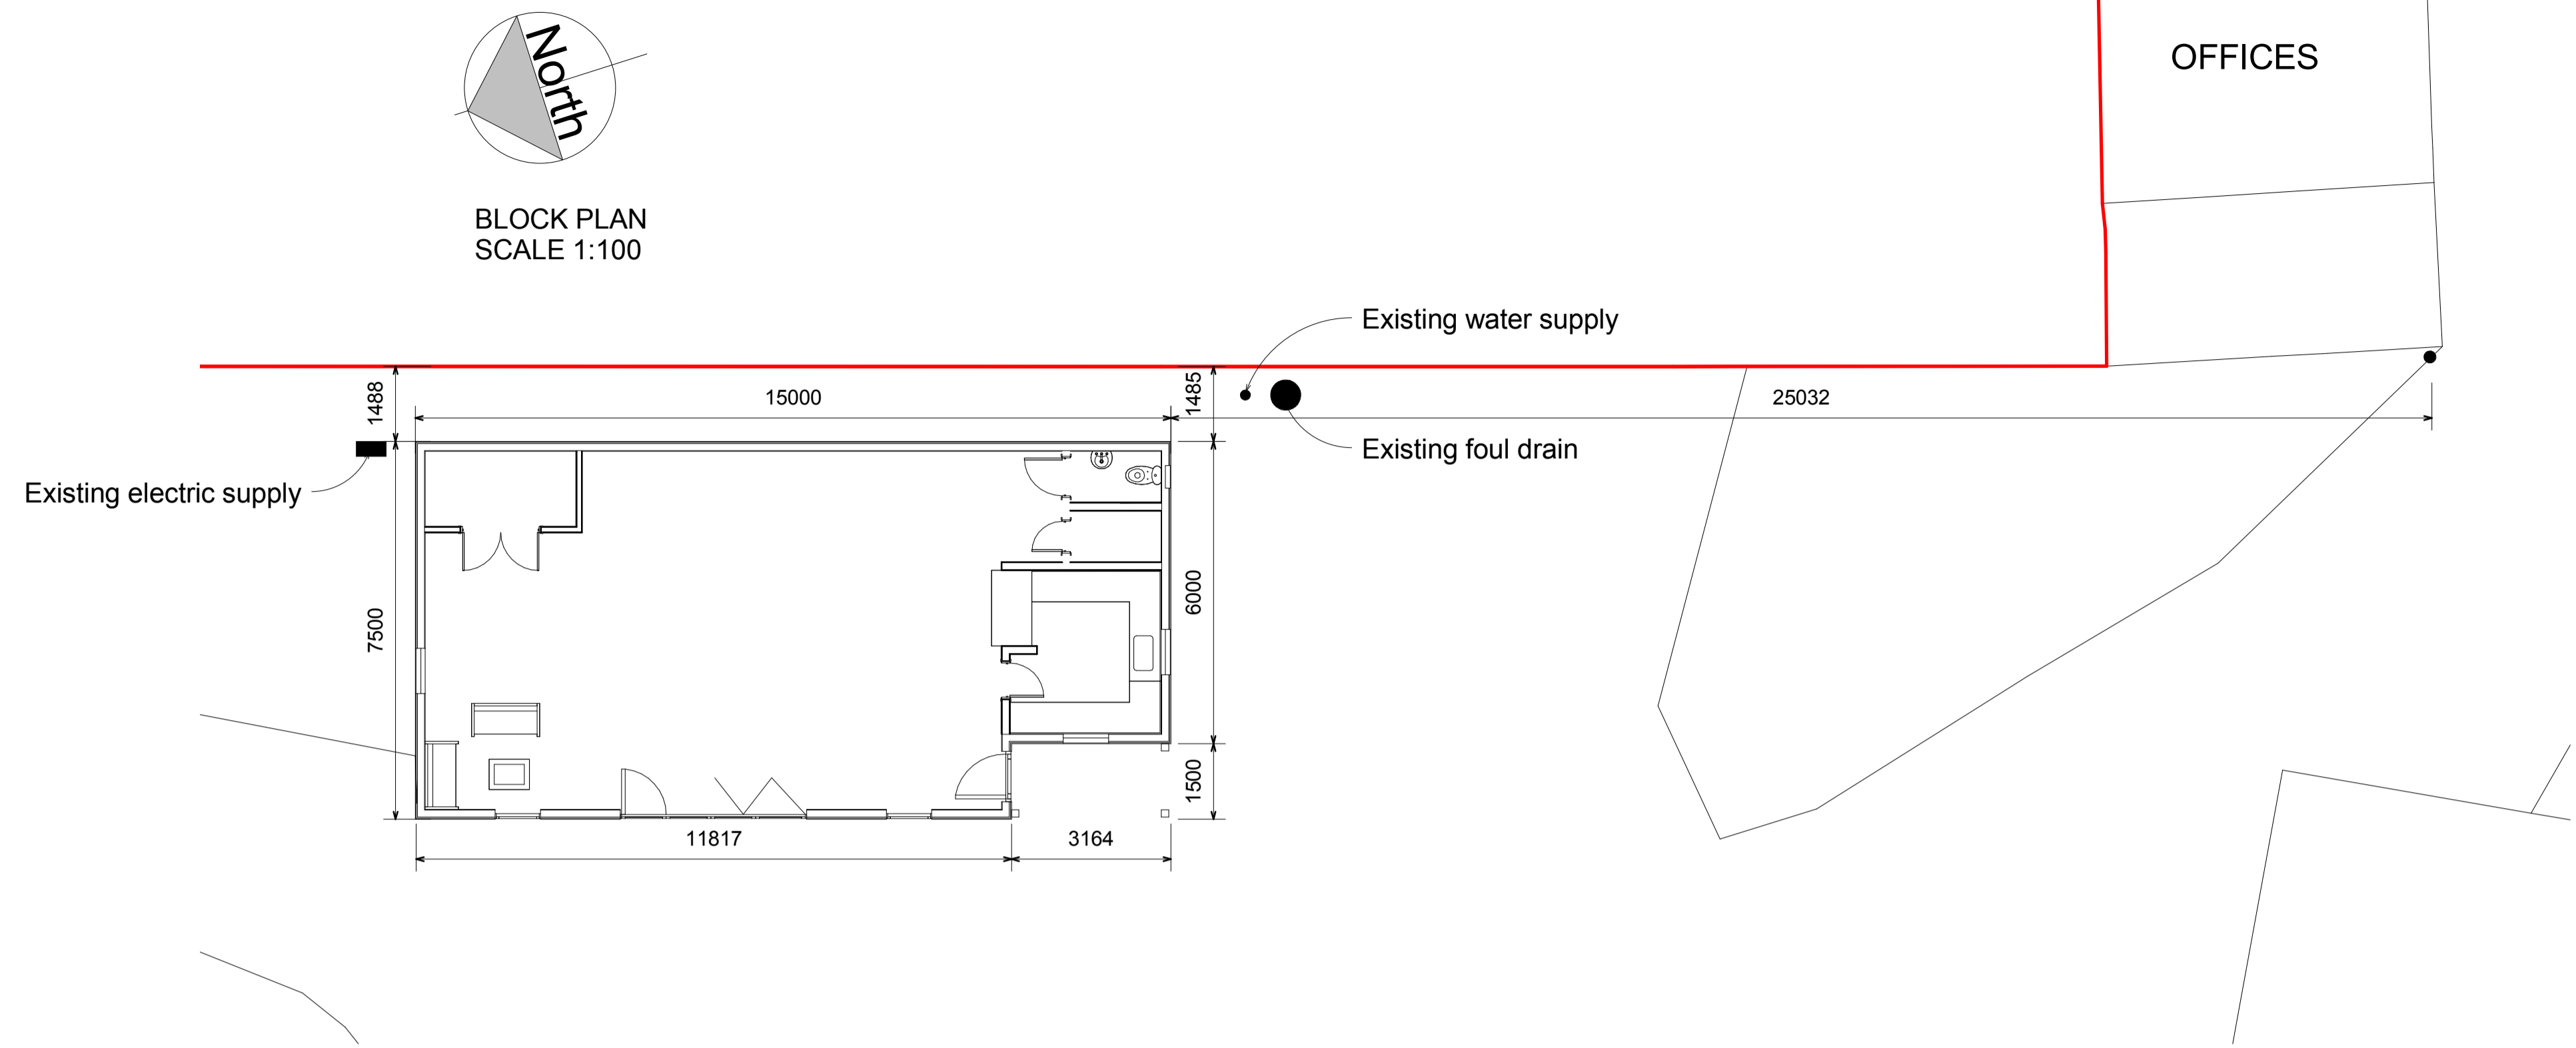 North
OFFICES
BLOCK PLAN
SCALE 1:100
Existing water supply
1488
15000
1485
25032
Existing foul drain
Existing electric supply
7500
6000
1500
11817
3164